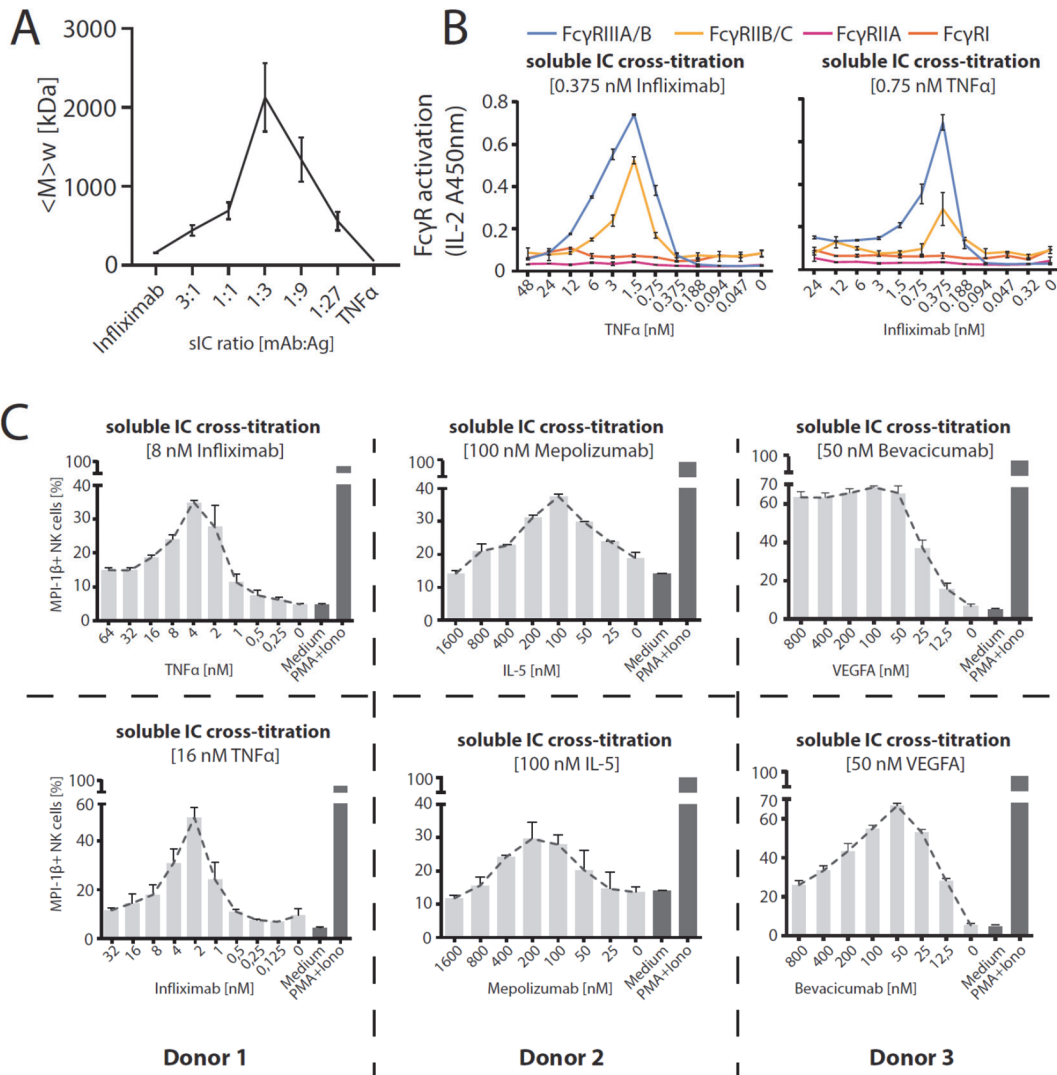 A
3000
2000
1000
0
<M>w [kDa]
Infliximab
3:1
1:1
1:3
1:9
1:27
TNFα
sIC ratio [mAb:Ag]
B
FcγRIIIA/B FcγRIIB/C FcγRIIA FcγRI
soluble IC cross-titration
[0.375 nM Infliximab]
FcγR activation
(IL-2 A450nm)
0.8
0.6
0.4
0.2
0
48
24
12
6
3
1.5
0.75
0.375
0.188
0.094
0.047
0
TNFα [nM]
soluble IC cross-titration
[0.75 nM TNFα]
24
12
6
3
1.5
0.75
0.375
0.188
0.094
0.047
0.32
0
Infliximab [nM]
C
soluble IC cross-titration
[8 nM Infliximab]
MPI-1β+ NK cells [%]
100
40
30
20
10
0
64
32
16
8
4
2
1
0,5
0,25
0
Medium
PMA+Iono
TNFα [nM]
soluble IC cross-titration
[100 nM Mepolizumab]
100
40
30
20
10
0
1600
800
400
200
100
50
25
0
Medium
PMA+Iono
IL-5 [nM]
soluble IC cross-titration
[50 nM Bevacicumab]
100
70
60
40
20
0
800
400
200
100
50
25
12,5
0
Medium
PMA+Iono
VEGFA [nM]
soluble IC cross-titration
[16 nM TNFα]
MPI-1β+ NK cells [%]
100
60
40
20
0
32
16
8
4
2
1
0,5
0,25
0,125
0
Medium
PMA+Iono
Infliximab [nM]
soluble IC cross-titration
[100 nM IL-5]
100
40
30
20
10
0
1600
800
400
200
100
50
25
0
Medium
PMA+Iono
Mepolizumab [nM]
soluble IC cross-titration
[50 nM VEGFA]
100
70
60
40
20
0
800
400
200
100
50
25
12,5
0
Medium
PMA+Iono
Bevacicumab [nM]
Donor 1
Donor 2
Donor 3